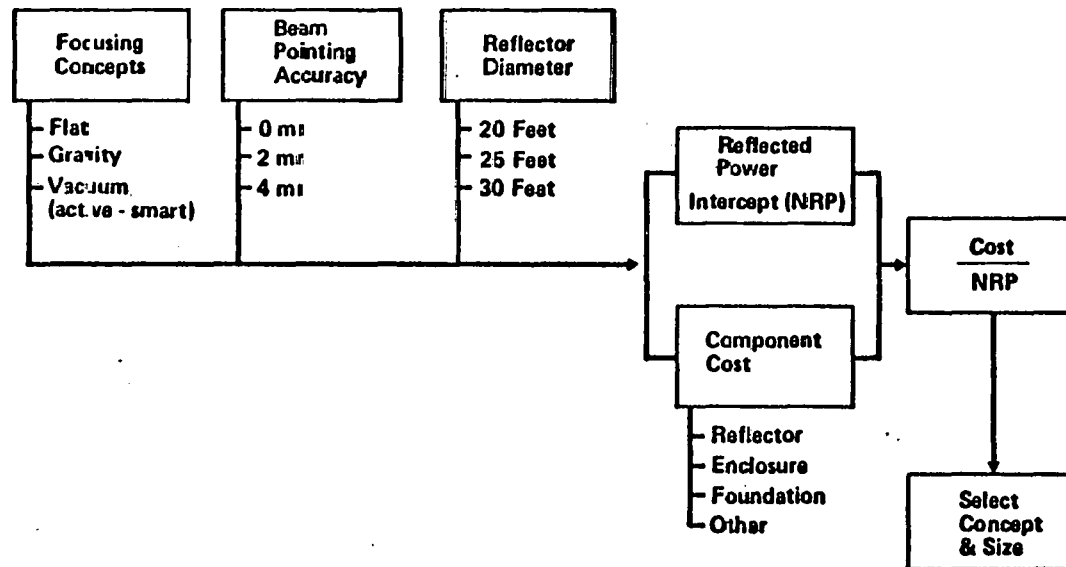 Focusing
Concepts
Flat
Gravity
Vacuum
(active - smart)
Beam
Pointing
Accuracy
0 mr
2 mr
4 mr
Reflector
Diameter
20 Feet
25 Feet
30 Feet
Reflected
Power
Intercept (NRP)
Component
Cost
Reflector
Enclosure
Foundation
Other
Cost
NRP
Select
Concept
& Size